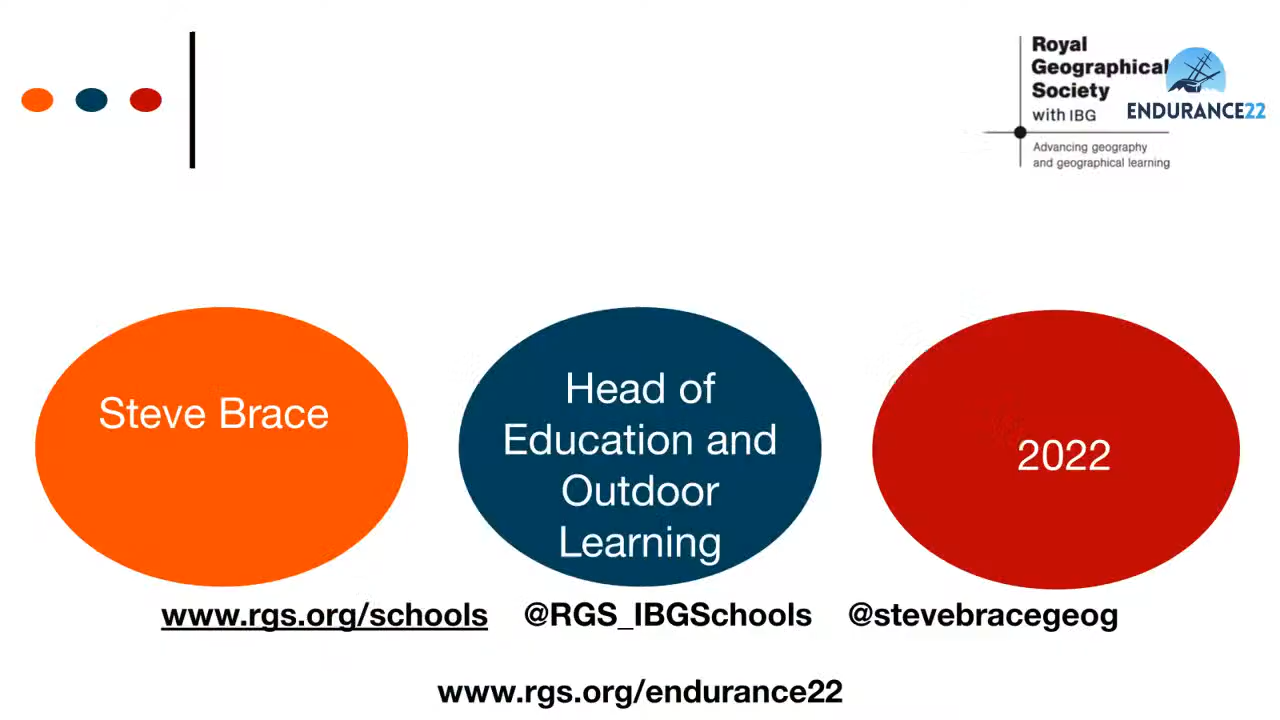 Royal
Geographical
Society
with IBG
Advancing geography
and geographical learning
ENDURANCE22
Steve Brace
Head of
Education and
Outdoor
Learning
2022
www.rgs.org/schools @RGS_IBGSchools @stevebracegeog
www.rgs.org/endurance22